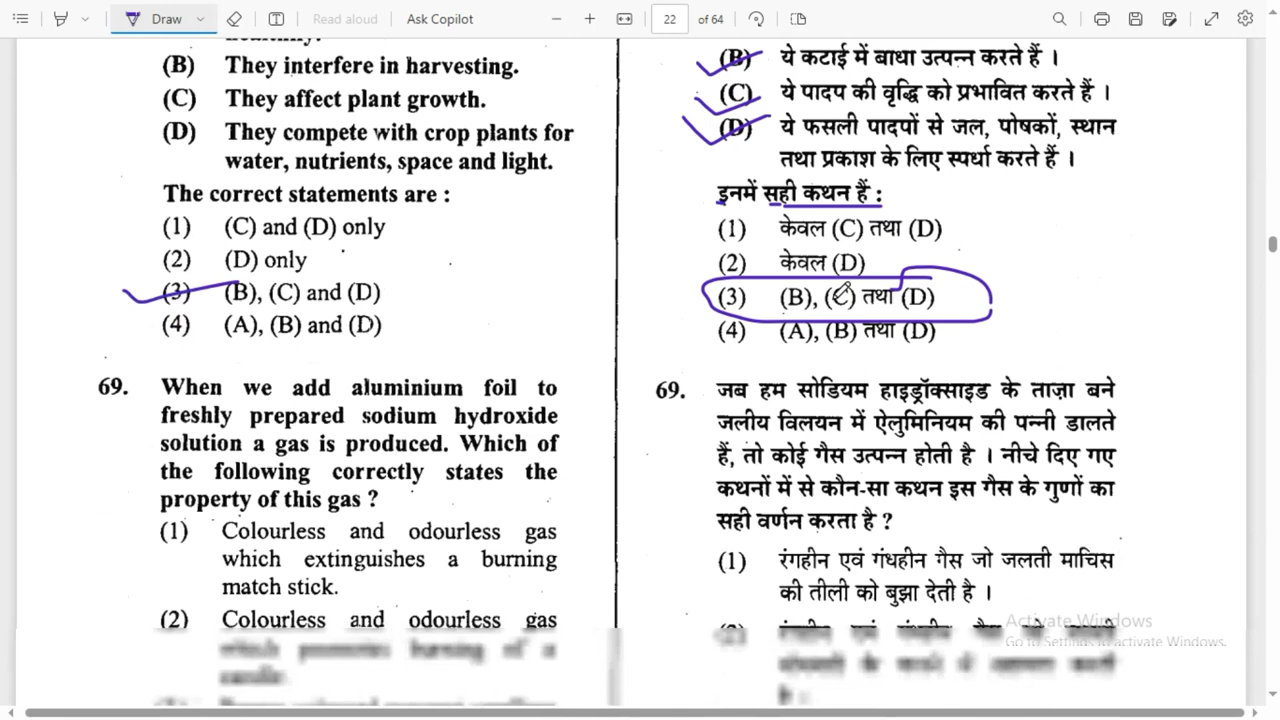 Draw
Read aloud
Ask Copilot
22
of 64
(B) They interfere in harvesting.
(C) They affect plant growth.
(D) They compete with crop plants for
water, nutrients, space and light.
The correct statements are :
(1) (C) and (D) only
(2) (D) only
(3) (B), (C) and (D)
(4) (A), (B) and (D)
69. When we add aluminium foil to
freshly prepared sodium hydroxide
solution a gas is produced. Which of
the following correctly states the
property of this gas ?
(1) Colourless and odourless gas
which extinguishes a burning
match stick.
(2) Colourless and odourless gas
which promotes burning of a
candle.
(B) ये कटाई में बाधा उत्पन्न करते हैं ।
(C) ये पादप की वृद्धि को प्रभावित करते हैं ।
(D) ये फसली पादपों से जल, पोषकों, स्थान
तथा प्रकाश के लिए स्पर्धा करते हैं ।
इनमें सही कथन हैं :
(1) केवल (C) तथा (D)
(2) केवल (D)
(3) (B), (C) तथा (D)
(4) (A), (B) तथा (D)
69. जब हम सोडियम हाइड्रॉक्साइड के ताज़ा बने
जलीय विलयन में ऐलुमिनियम की पन्नी डालते
हैं, तो कोई गैस उत्पन्न होती है । नीचे दिए गए
कथनों में से कौन-सा कथन इस गैस के गुणों का
सही वर्णन करता है ?
(1) रंगहीन एवं गंधहीन गैस जो जलती माचिस
की तीली को बुझा देती है ।
Activate Windows
Go to Settings to activate Windows.